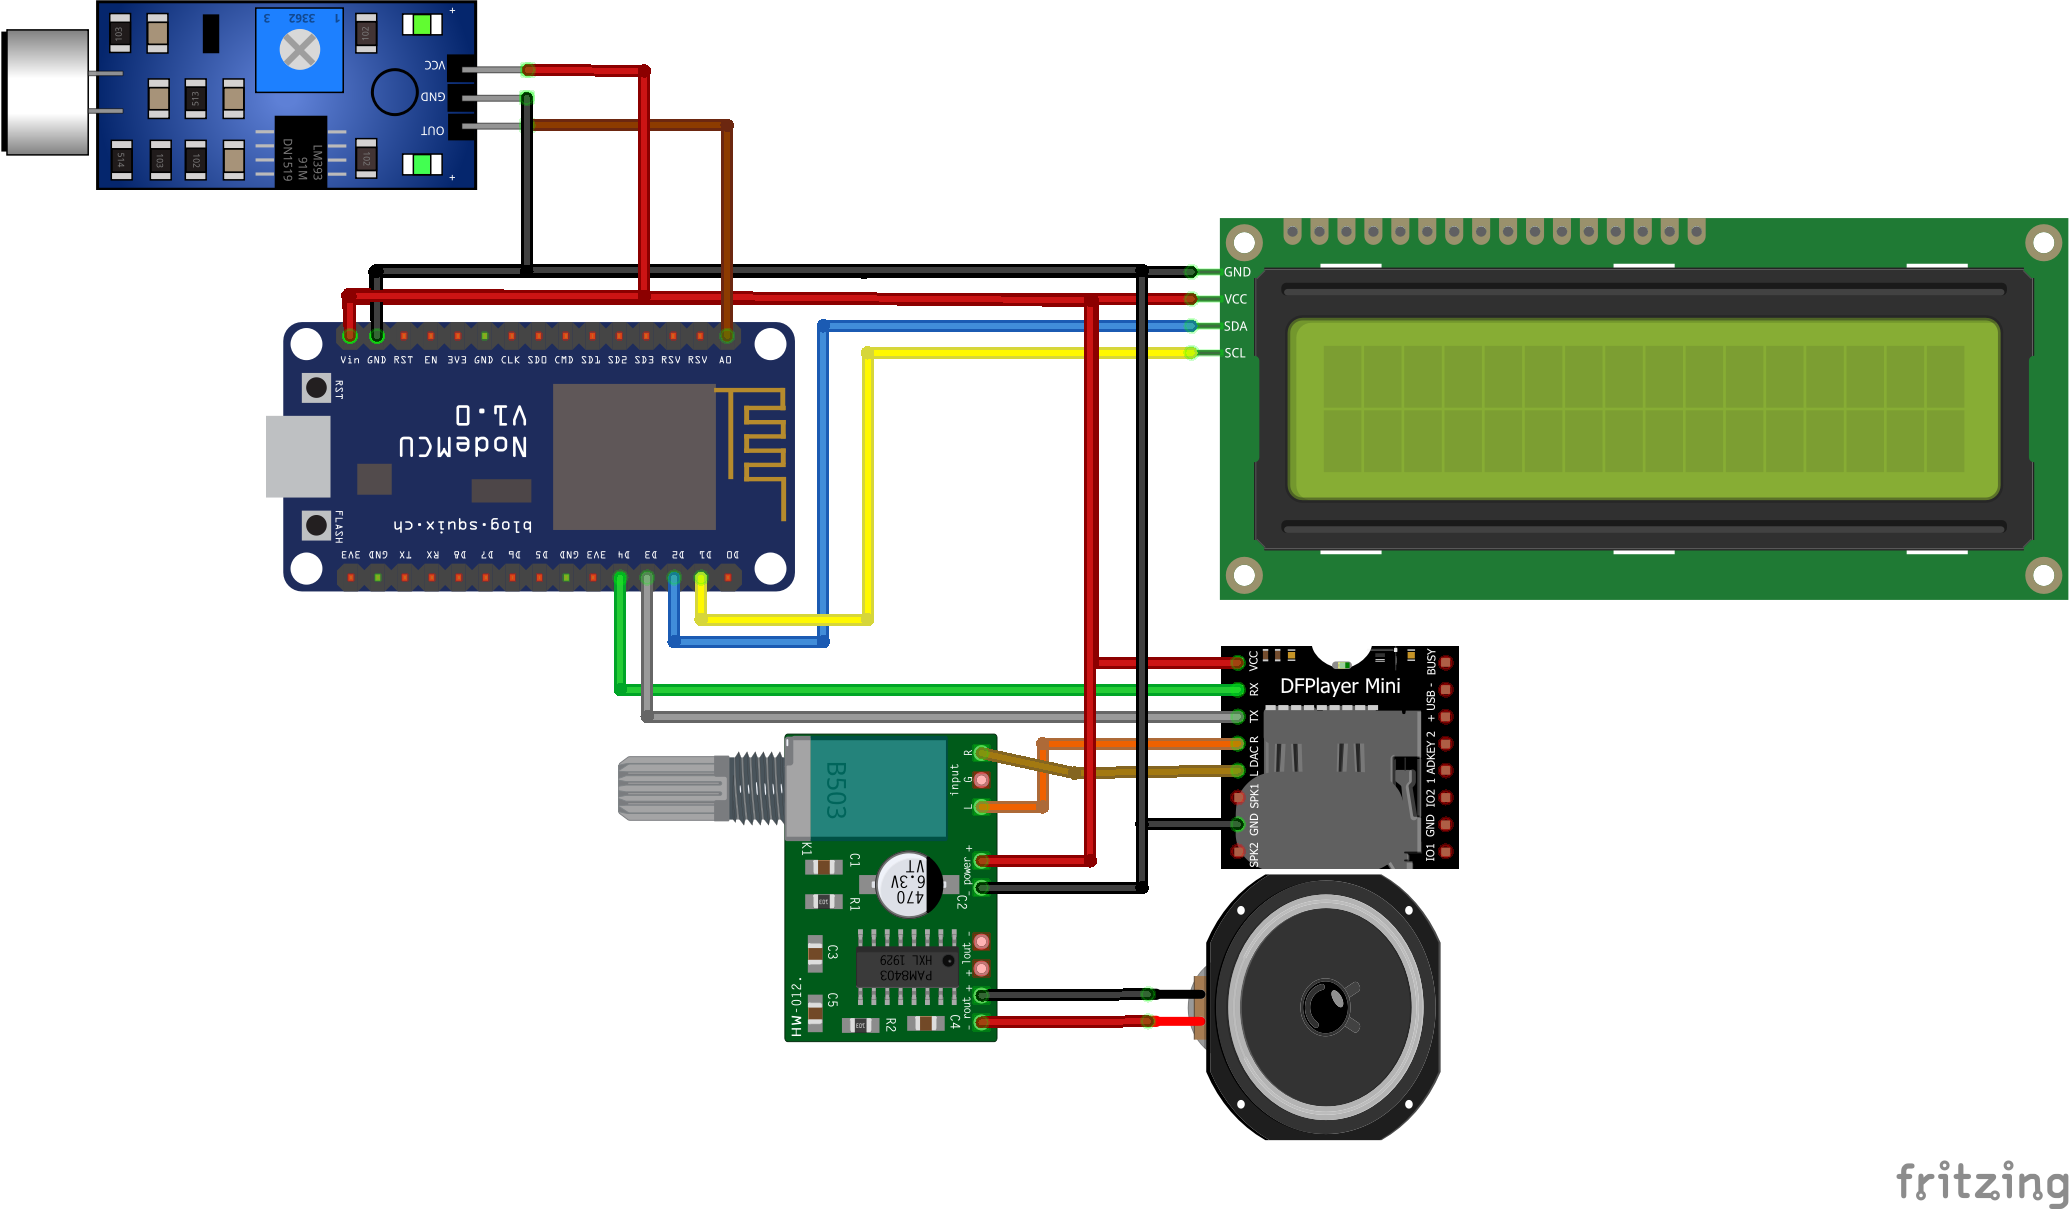 103
1 3362 3
102
+
VCC
GND
OUT
513
514
103
102
102
LM393
91M
DN1519
+
GND
VCC
SDA
SCL
Vin GND RST EN 3V3 GND CLK SD0 CMD SD1 SD2 SD3 RSV RSV A0
RST
V1.0
NodeMCU
FLASH
blog.squix.ch
3V3 GND TX RX D8 D7 D6 D5 GND 3V3 D4 D3 D2 D1 D0
DFPlayer Mini
VCC
RX
TX
DAC R
L
SPK1
GND
SPK2
BUSY
USB -
+
ADKEY 2
1
IO2
GND
IO1
B503
R
G
L
input
K1
C1
R1
103
470
6.3V
VT
+
power
-
C2
-
lout
+
+
rout
-
HXL 1929
PAM8403
C3
C5
HW-012.
103
R2
C4
fritzing